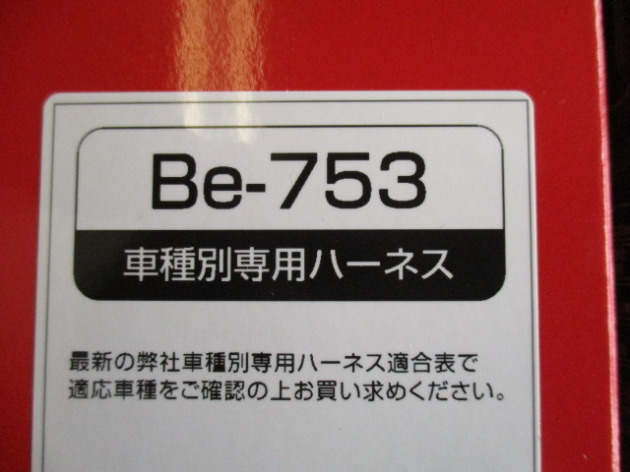 Be-753
車種別専用ハーネス
最新の弊社車種別専用ハーネス適合表で
適応車種をご確認の上お買い求めください。